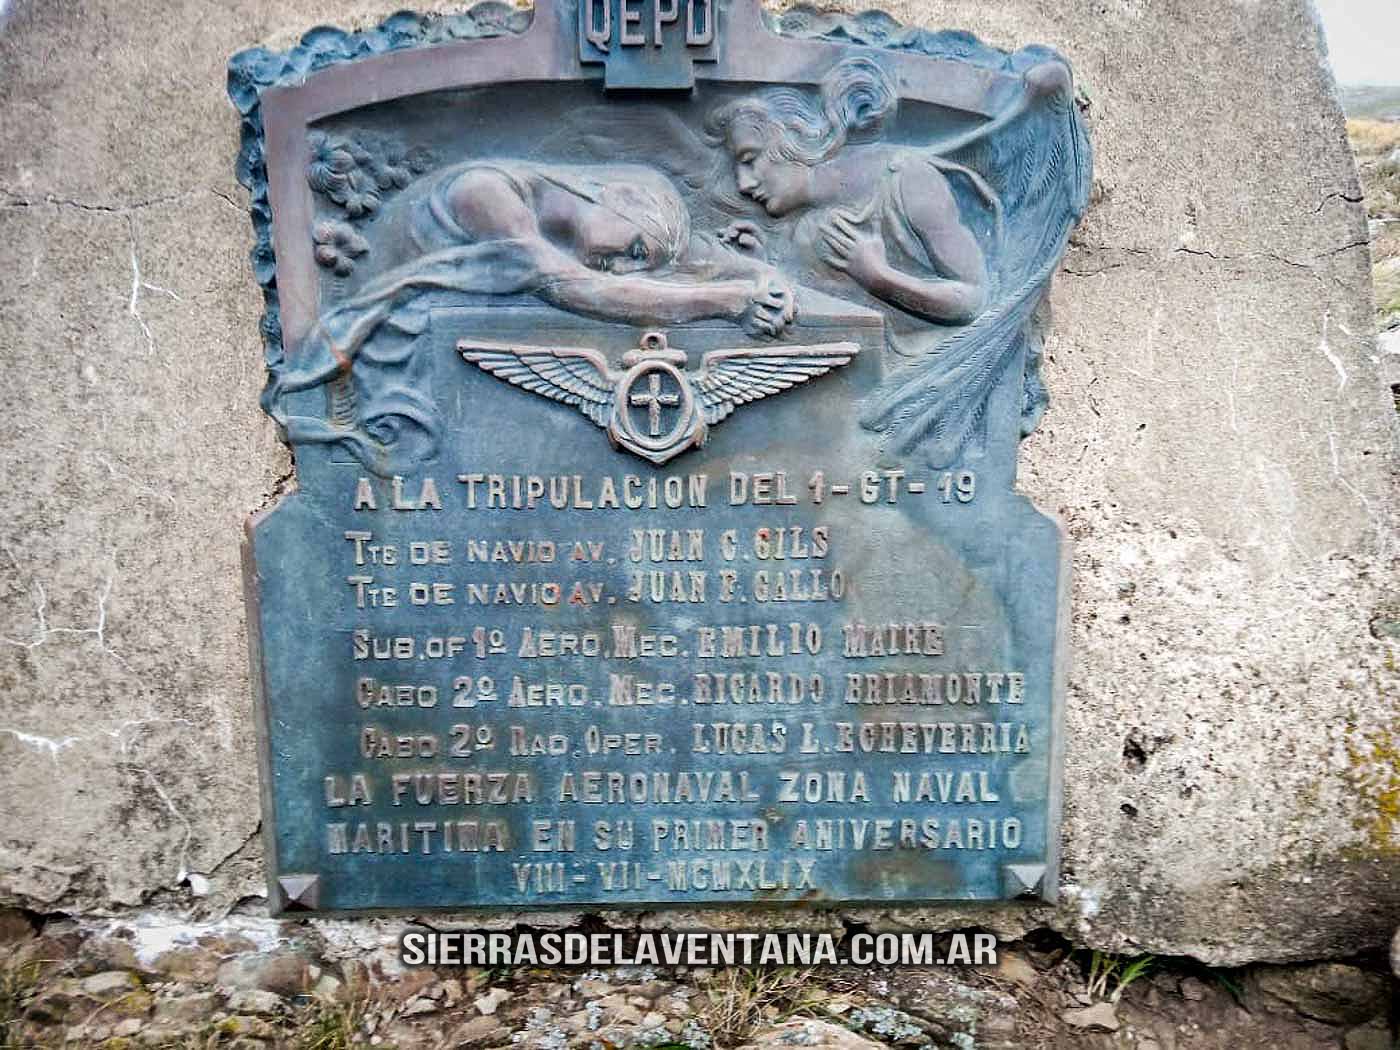 QEPD
A LA TRIPULACION DEL 1-GT-19
Tte DE NAVIO AV. JUAN C. GILS
Tte DE NAVIO AV. JUAN F. GALLO
SUB.OF 1º AERO. MEC. EMILIO MAIRE
CABO 2º AERO. MEC. RICARDO BRIAMONTE
CABO 2º RAD. OPER. LUCAS L. ECHEVERRIA
LA FUERZA AERONAVAL ZONA NAVAL
MARITIMA EN SU PRIMER ANIVERSARIO
VIII-VII-MCMXLIX
SIERRASDELAVENTANA.COM.AR